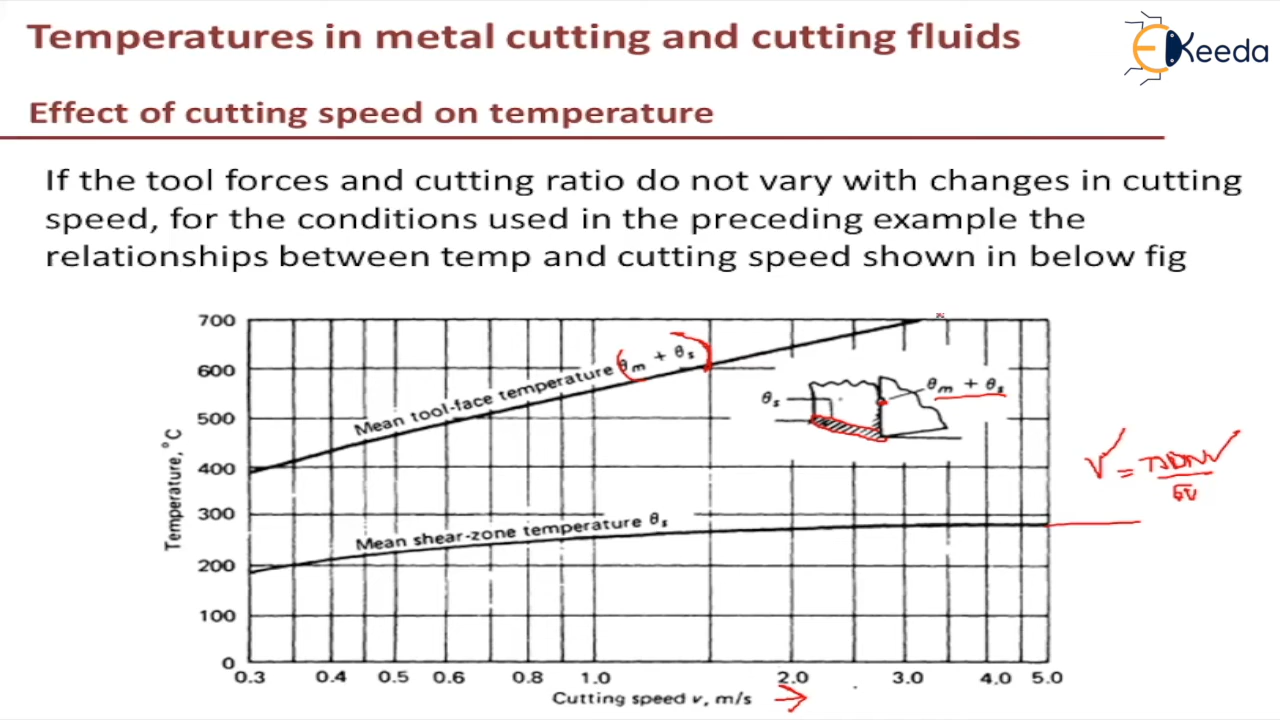 Temperatures in metal cutting and cutting fluids
EKeeda
Effect of cutting speed on temperature
If the tool forces and cutting ratio do not vary with changes in cutting
speed, for the conditions used in the preceding example the
relationships between temp and cutting speed shown in below fig
700
600
500
400
300
200
100
0
Temperature, °C
Mean tool-face temperature θm + θs
θs
θm + θs
Mean shear-zone temperature θs
0.3 0.4 0.5 0.6 0.8 1.0 2.0 3.0 4.0 5.0
Cutting speed v, m/s